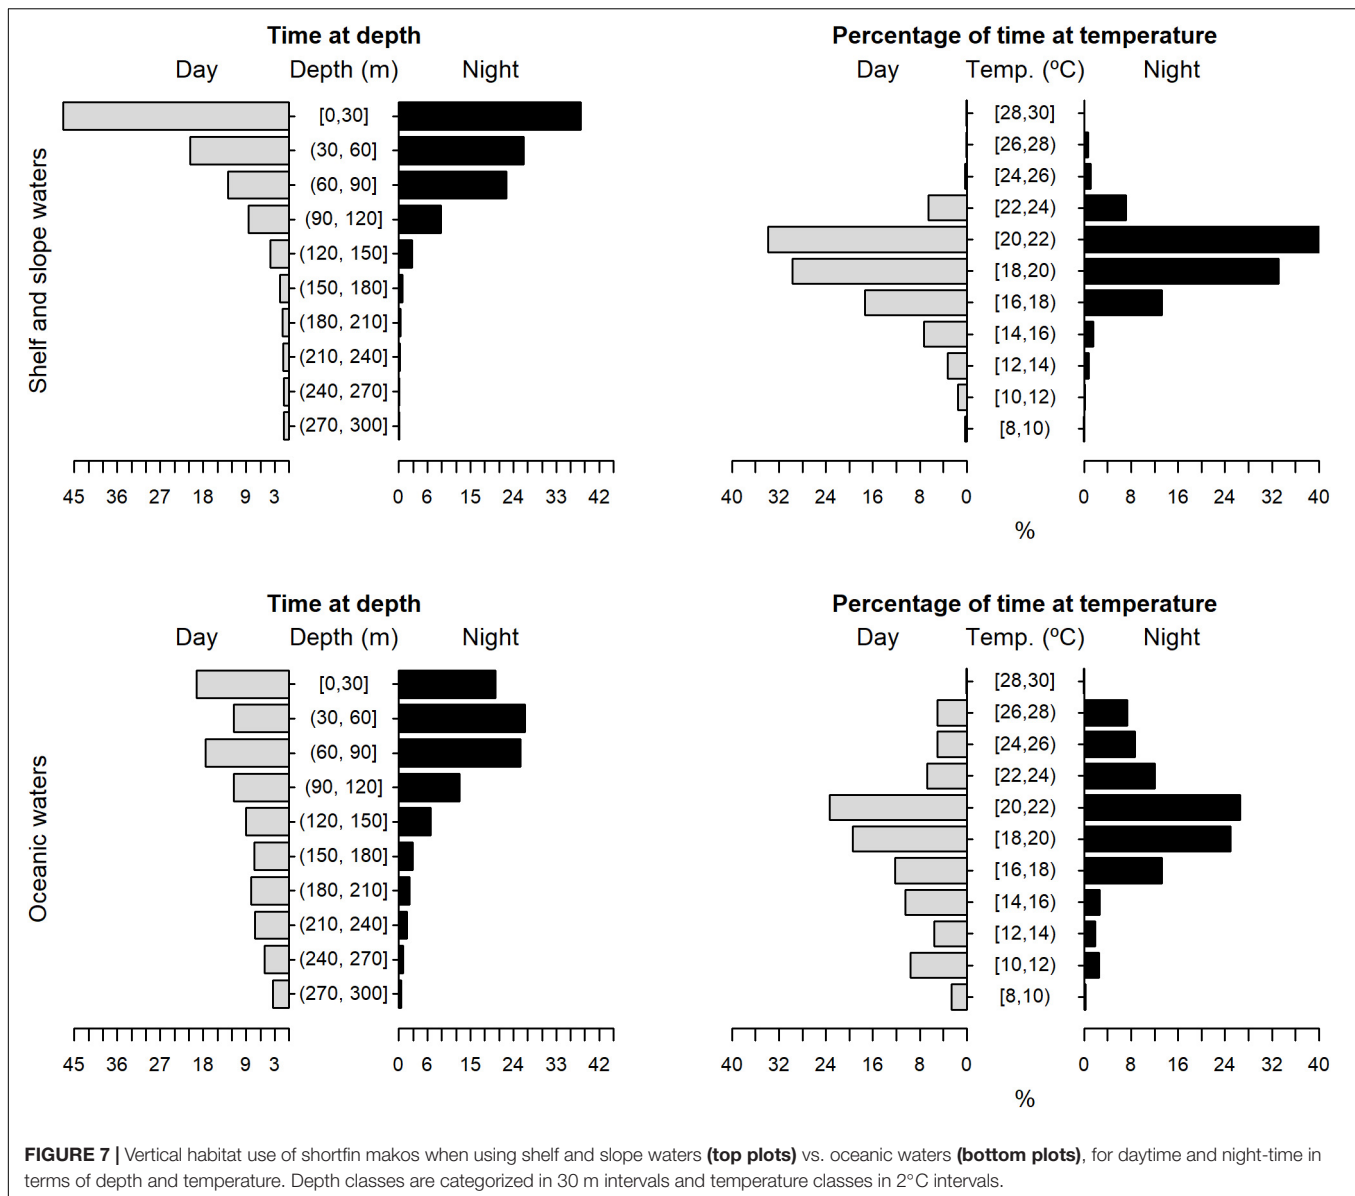 Time at depth
Percentage of time at temperature
Day Depth (m) Night
Day Temp. (ºC) Night
Shelf and slope waters
[0,30]
(30, 60]
(60, 90]
(90, 120]
(120, 150]
(150, 180]
(180, 210]
(210, 240]
(240, 270]
(270, 300]
45 36 27 18 9 3
0 6 15 24 33 42
[28,30]
[26,28)
[24,26)
[22,24)
[20,22)
[18,20)
[16,18)
[14,16)
[12,14)
[10,12)
[8,10)
40 32 24 16 8 0
0 8 16 24 32 40
%
Time at depth
Percentage of time at temperature
Day Depth (m) Night
Day Temp. (ºC) Night
Oceanic waters
[0,30]
(30, 60]
(60, 90]
(90, 120]
(120, 150]
(150, 180]
(180, 210]
(210, 240]
(240, 270]
(270, 300]
45 36 27 18 9 3
0 6 15 24 33 42
[28,30]
[26,28)
[24,26)
[22,24)
[20,22)
[18,20)
[16,18)
[14,16)
[12,14)
[10,12)
[8,10)
40 32 24 16 8 0
0 8 16 24 32 40
%
FIGURE 7 | Vertical habitat use of shortfin makos when using shelf and slope waters (top plots) vs. oceanic waters (bottom plots), for daytime and night-time in
terms of depth and temperature. Depth classes are categorized in 30 m intervals and temperature classes in 2°C intervals.